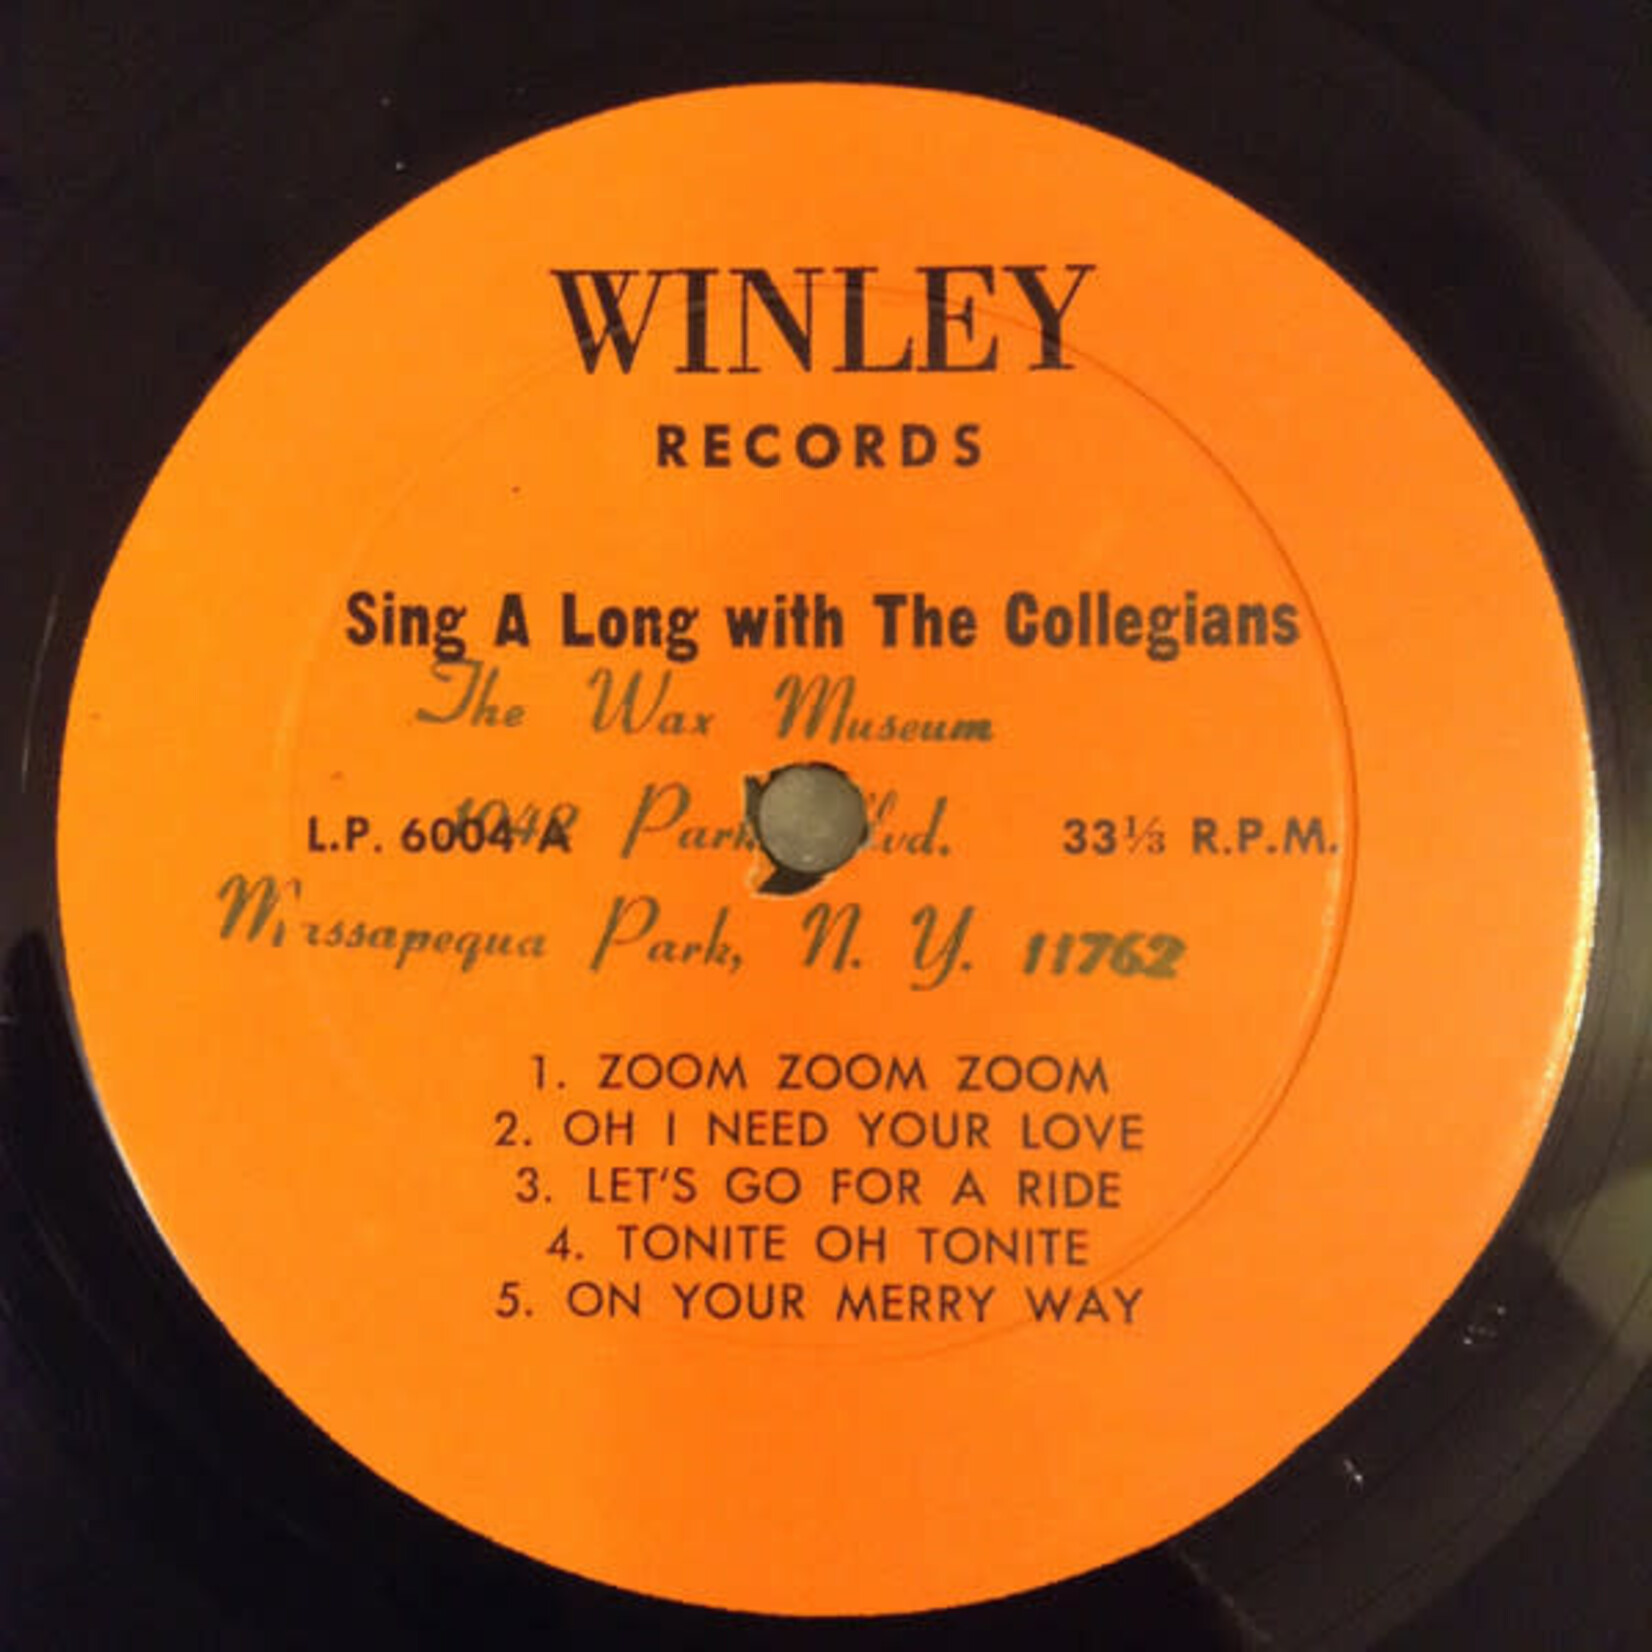 WINLEY
RECORDS
Sing A Long with The Collegians
The Wax Museum
L.P. 6004 A
Park
33⅓ R.P.M.
Massapequa Park, N. Y. 11762
1. ZOOM ZOOM ZOOM
2. OH I NEED YOUR LOVE
3. LET'S GO FOR A RIDE
4. TONITE OH TONITE
5. ON YOUR MERRY WAY